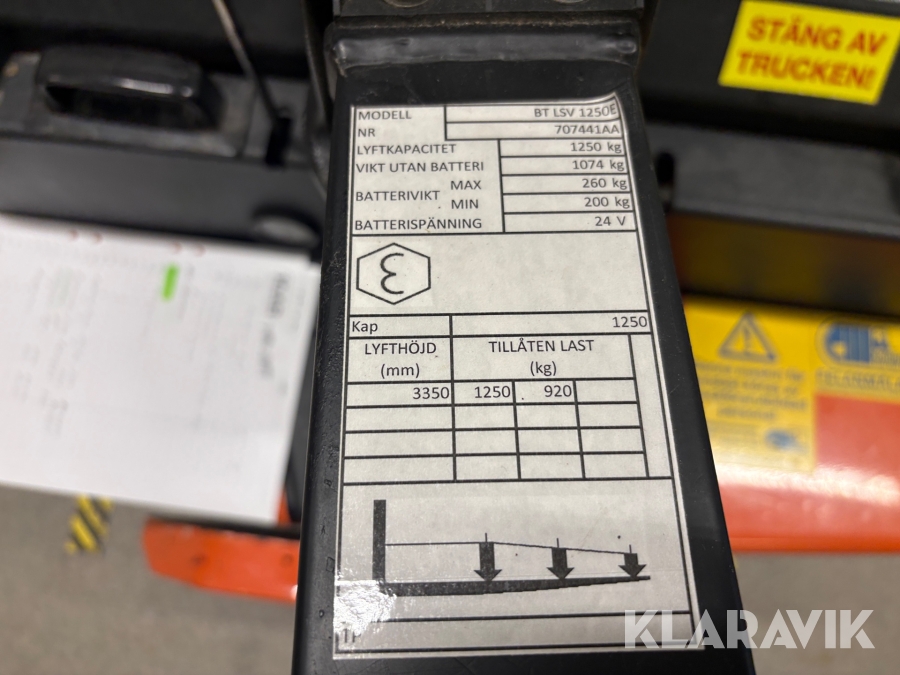 STÄNG AV
TRUCKEN!
MODELL BT LSV 1250E
NR 707441AA
LYFTKAPACITET 1250 kg
VIKT UTAN BATTERI 1074 kg
BATTERIVIKT MAX 260 kg
MIN 200 kg
BATTERISPÄNNING 24 V
Kap 1250
LYFTHÖJD TILLÅTEN LAST
(mm) (kg)
3350 1250 920
TP
KLARAVIK